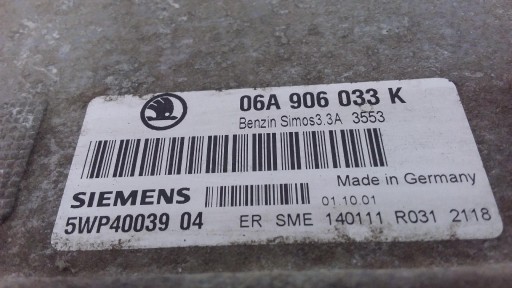 06A 906 033 K
Benzin Simos3.3A 3553
Made in Germany
SIEMENS 01.10.01
5WP40039 04 ER SME 140111 R031 2118